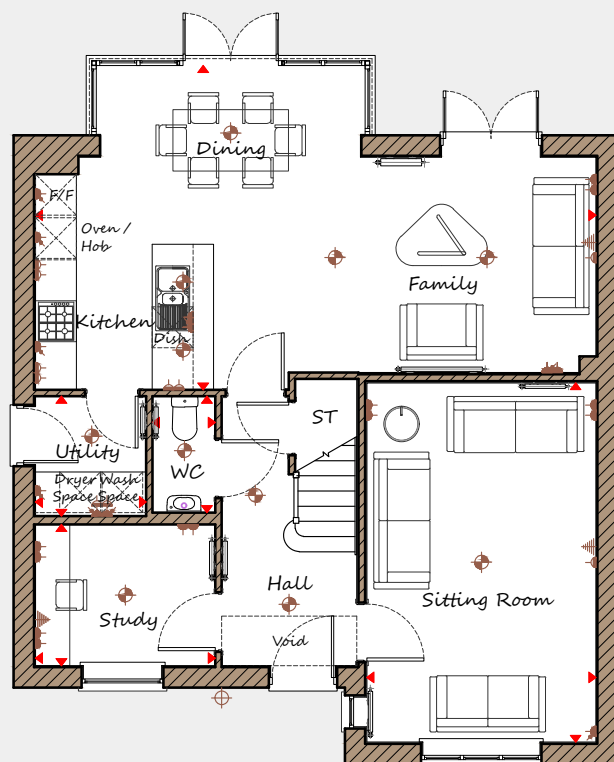 Dining
F/F
Oven /
Hob
Family
Kitchen
Dish
ST
Utility
WC
Dryer Wash
Space Space
Hall
Sitting Room
Study
Void